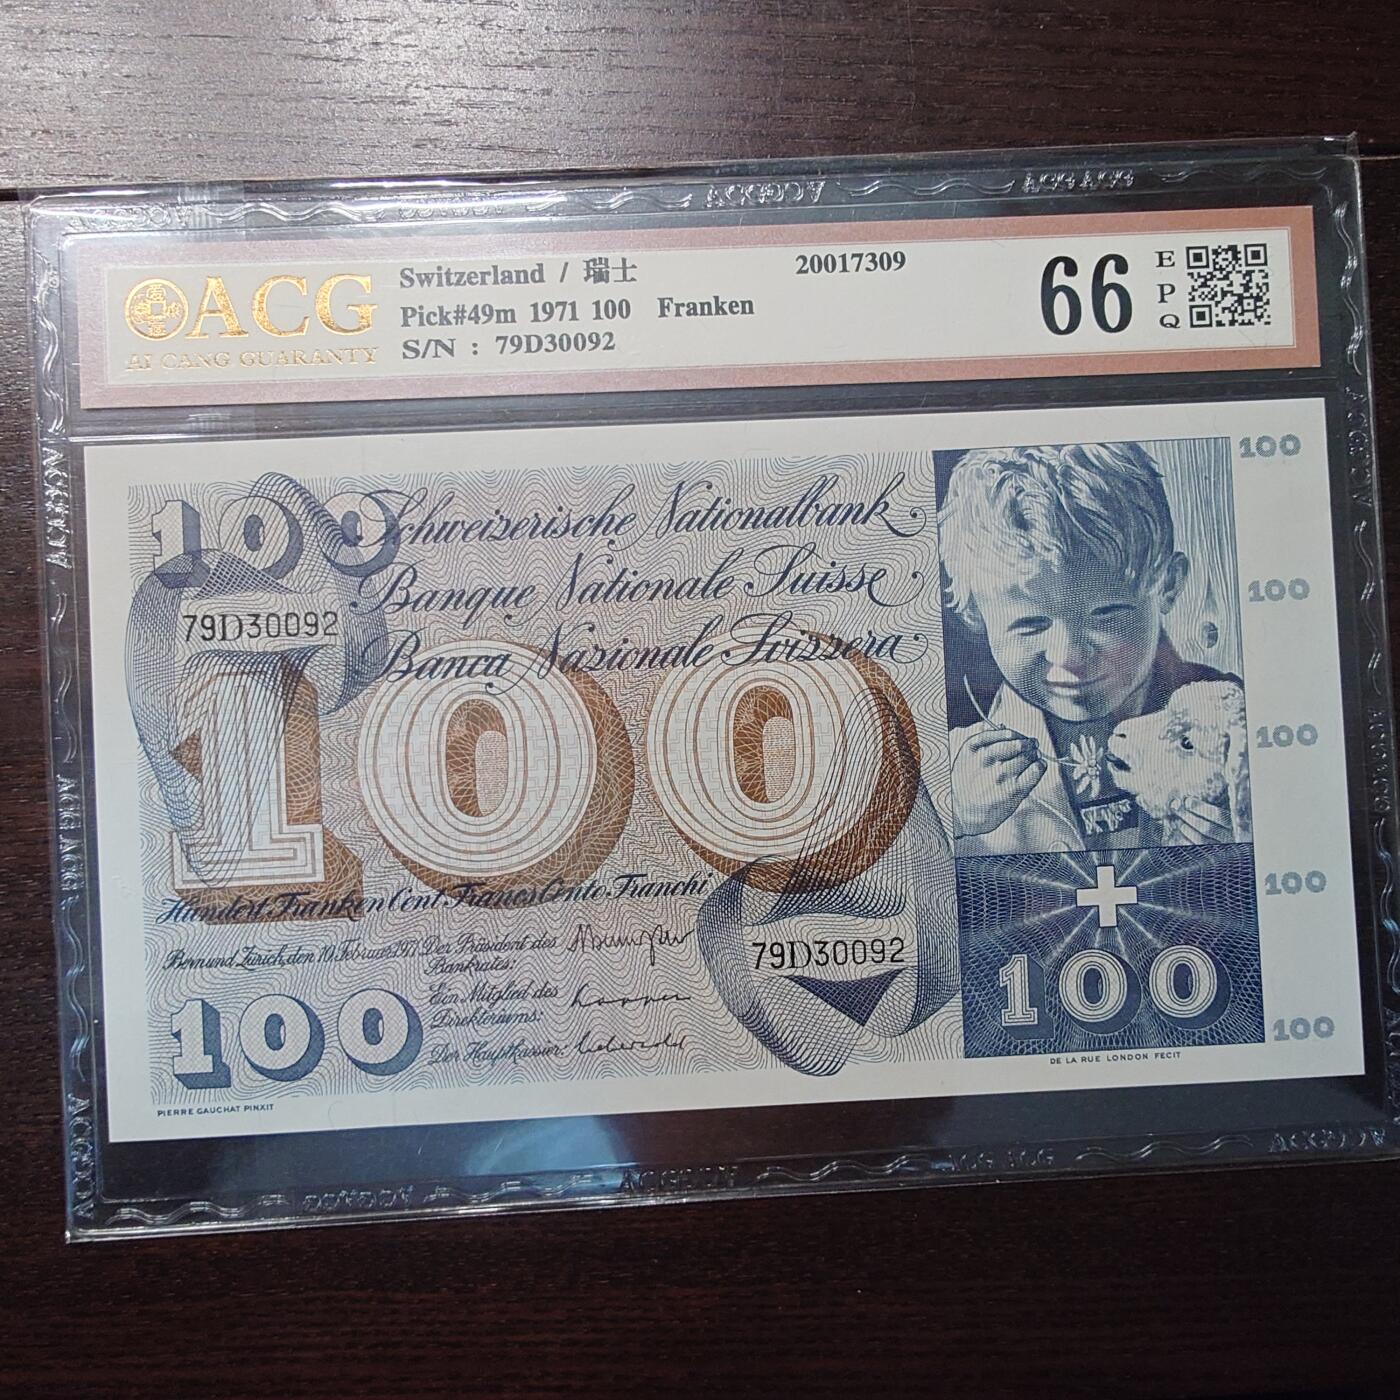 ACG
AI CANG GUARANTY
Switzerland / 瑞士
Pick#49m 1971 100 Franken
S/N : 79D30092
20017309
66
EPQ
100
Schweizerische Nationalbank
Banque Nationale Suisse
Banca Nazionale Svizzera
79D30092
100
Hundert Franken Cent Francs Cento Franchi
Bern und Zürich, den 10. Februar 1971
Der Präsident des
Bankrates:
Ein Mitglied des
Direktoriums:
Der Hauptkassier:
79D30092
100
PIERRE GAUCHAT PINXIT
100
DE LA RUE LONDON FECIT
100
100
100
100
100